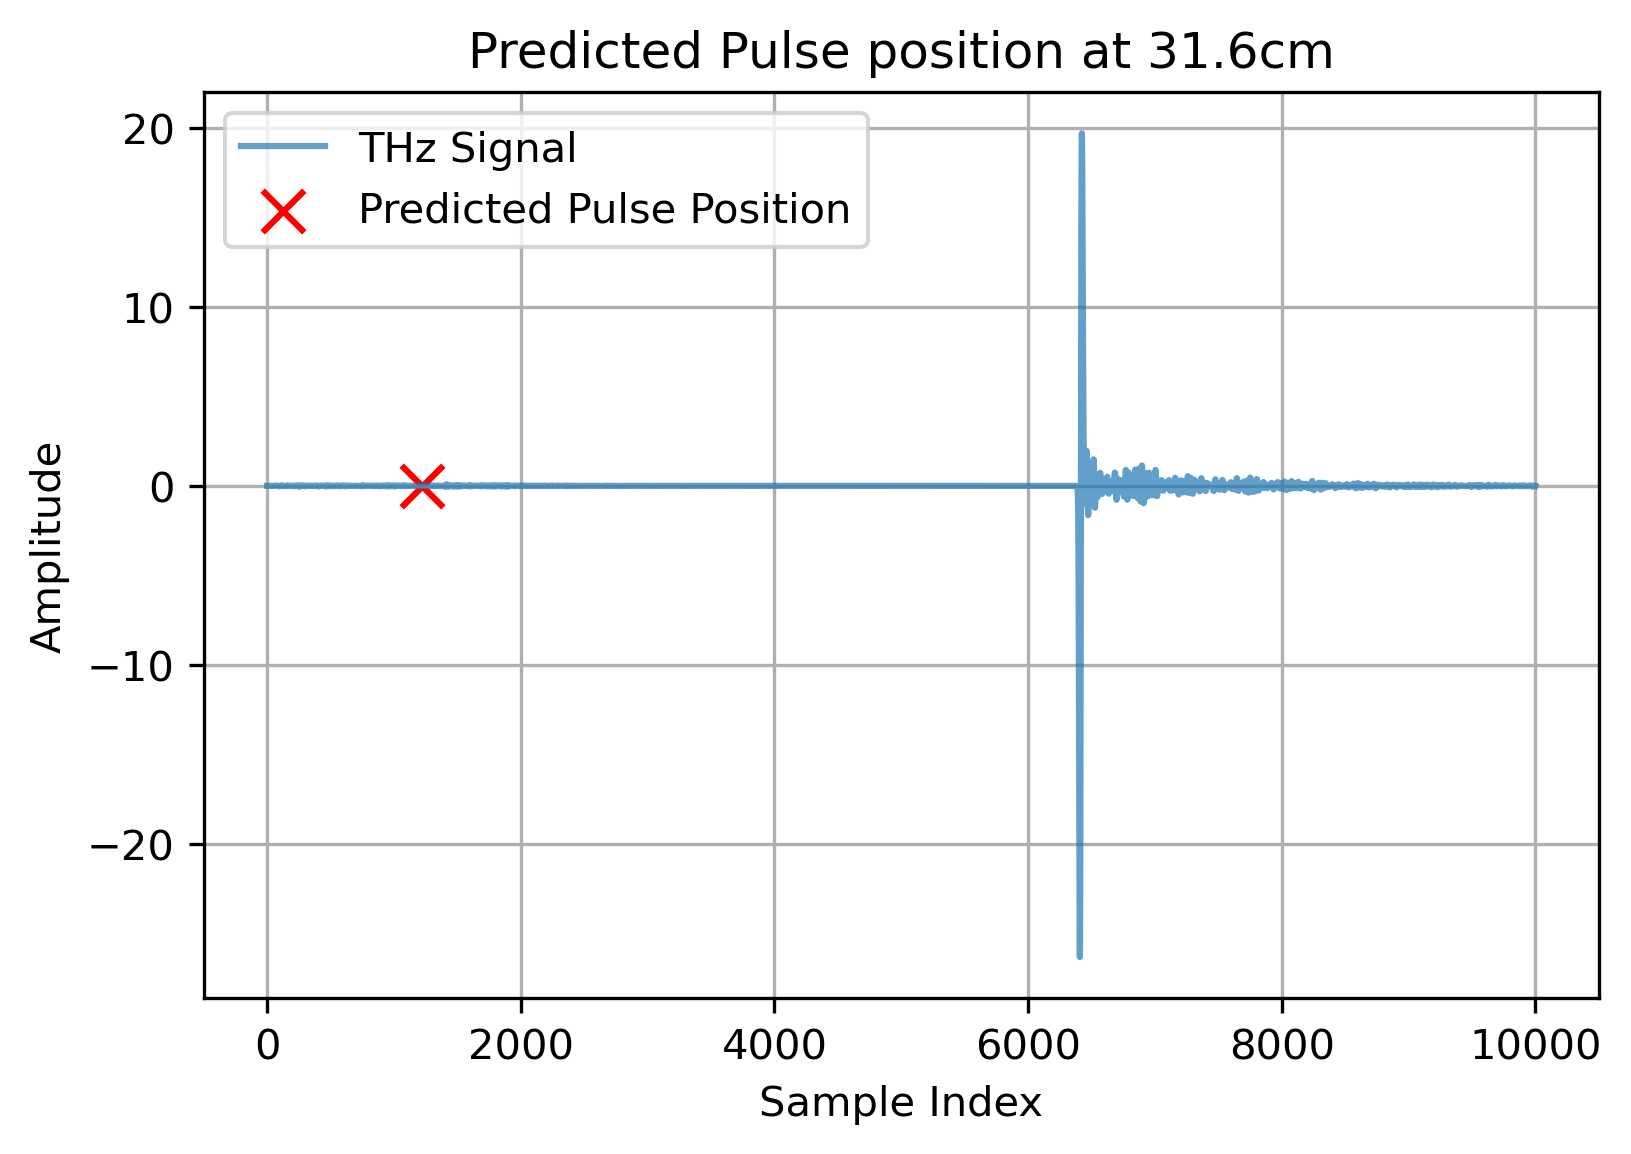 Predicted Pulse position at 31.6cm
THz Signal
Predicted Pulse Position
20
10
0
−10
−20
Amplitude
0 2000 4000 6000 8000 10000
Sample Index